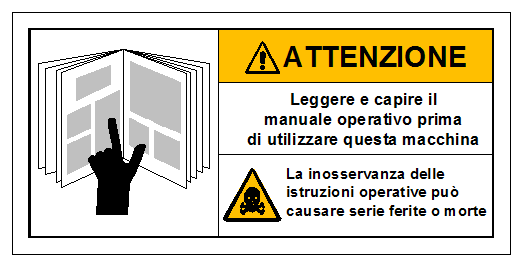 ATTENZIONE
Leggere e capire il
manuale operativo prima
di utilizzare questa macchina
La inosservanza delle
istruzioni operative può
causare serie ferite o morte